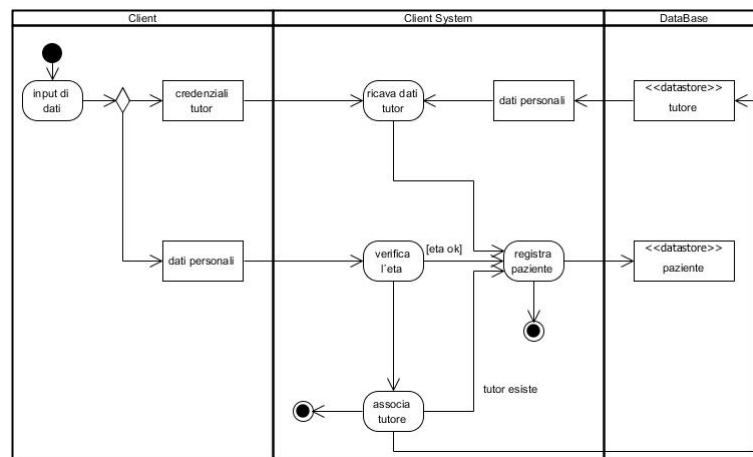 Client
Client System
DataBase
input di
dati
credenziali
tutor
ricava dati
tutor
dati personali
<<datastore>>
tutore
dati personali
verifica
l´eta
[eta ok]
registra
paziente
<<datastore>>
paziente
associa
tutore
tutor esiste